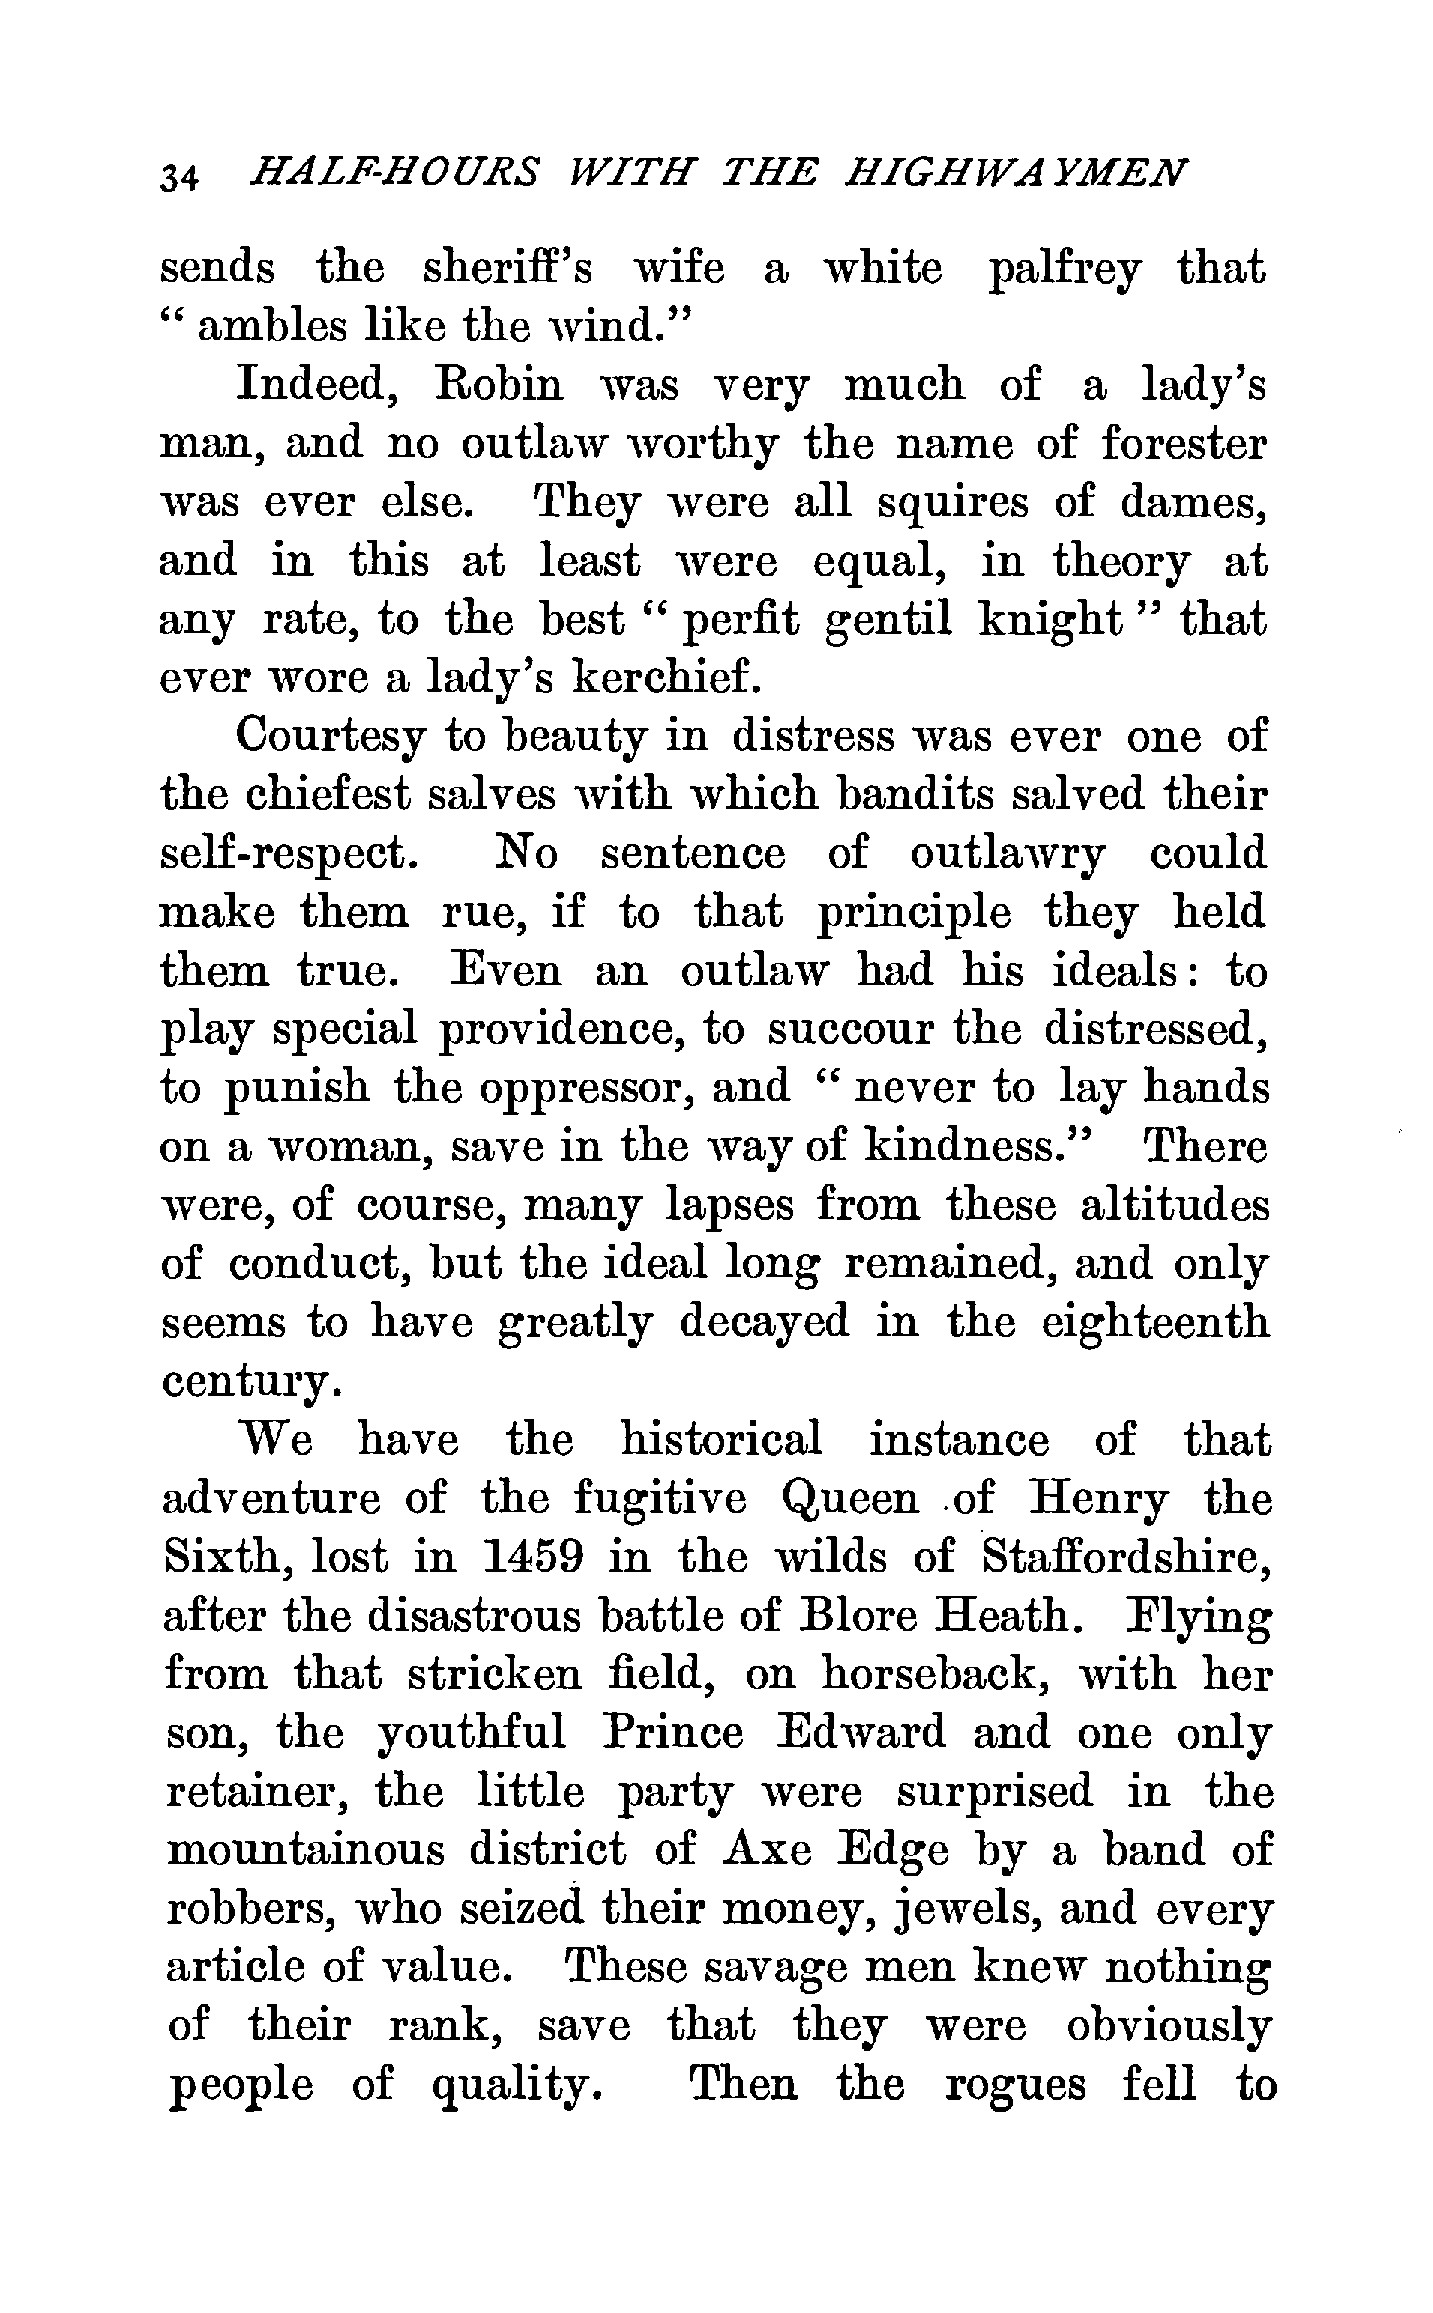 34 HALF-HOURS WITH THE HIGHWAYMEN
sends the sheriff's wife a white palfrey that
" ambles like the wind."
Indeed, Robin was very much of a lady's
man, and no outlaw worthy the name of forester
was ever else. They were all squires of dames,
and in this at least were equal, in theory at
any rate, to the best " perfit gentil knight " that
ever wore a lady's kerchief.
Courtesy to beauty in distress was ever one of
the chiefest salves with which bandits salved their
self-respect. No sentence of outlawry could
make them rue, if to that principle they held
them true. Even an outlaw had his ideals : to
play special providence, to succour the distressed,
to punish the oppressor, and " never to lay hands
on a woman, save in the way of kindness." There
were, of course, many lapses from these altitudes
of conduct, but the ideal long remained, and only
seems to have greatly decayed in the eighteenth
century.
We have the historical instance of that
adventure of the fugitive Queen of Henry the
Sixth, lost in 1459 in the wilds of Staffordshire,
after the disastrous battle of Blore Heath. Flying
from that stricken field, on horseback, with her
son, the youthful Prince Edward and one only
retainer, the little party were surprised in the
mountainous district of Axe Edge by a band of
robbers, who seized their money, jewels, and every
article of value. These savage men knew nothing
of their rank, save that they were obviously
people of quality. Then the rogues fell to